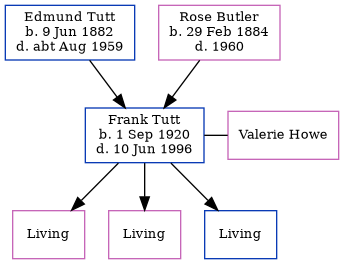 Edmund Tutt
b. 9 Jun 1882
d. abt Aug 1959
Rose Butler
b. 29 Feb 1884
d. 1960
Frank Tutt
b. 1 Sep 1920
d. 10 Jun 1996
Valerie Howe
Living
Living
Living